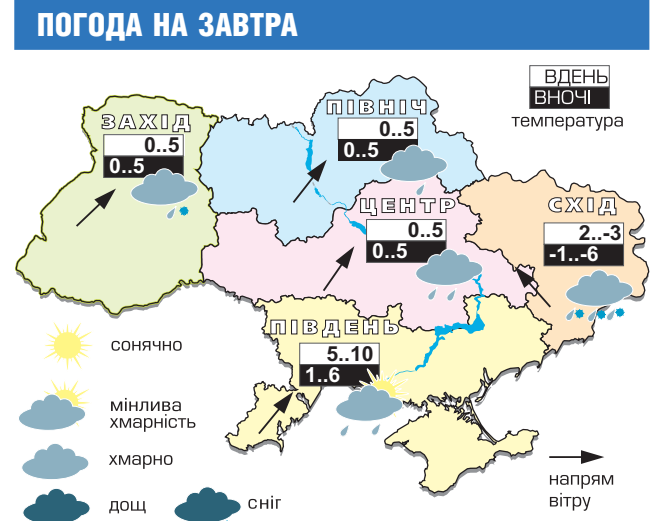 ПОГОДА НА ЗАВТРА
ВДЕНЬ
ВНОЧІ
температура
ЗАХІД
0..5
0..5
ПІВНІЧ
0..5
0..5
ЦЕНТР
0..5
0..5
СХІД
2..-3
-1..-6
ПІВДЕНЬ
5..10
1..6
сонячно
мінлива
хмарність
хмарно
дощ
сніг
напрям
вітру